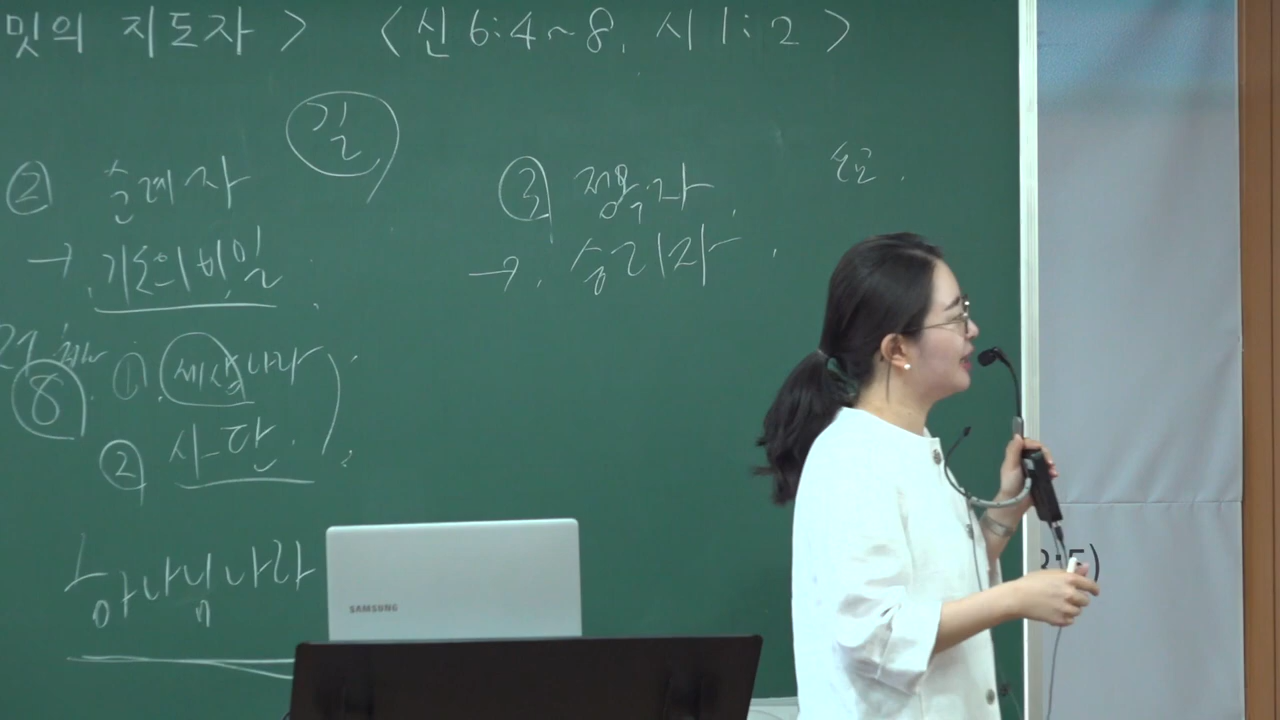 밋의 지도자 > <신 6:4~8, 시 1:2>
길
② 순례자
→ 기도의 비밀
③ 정복자
→ 승리자
⑧ ① 세상나라
② 사단
하나님나라
SAMSUNG